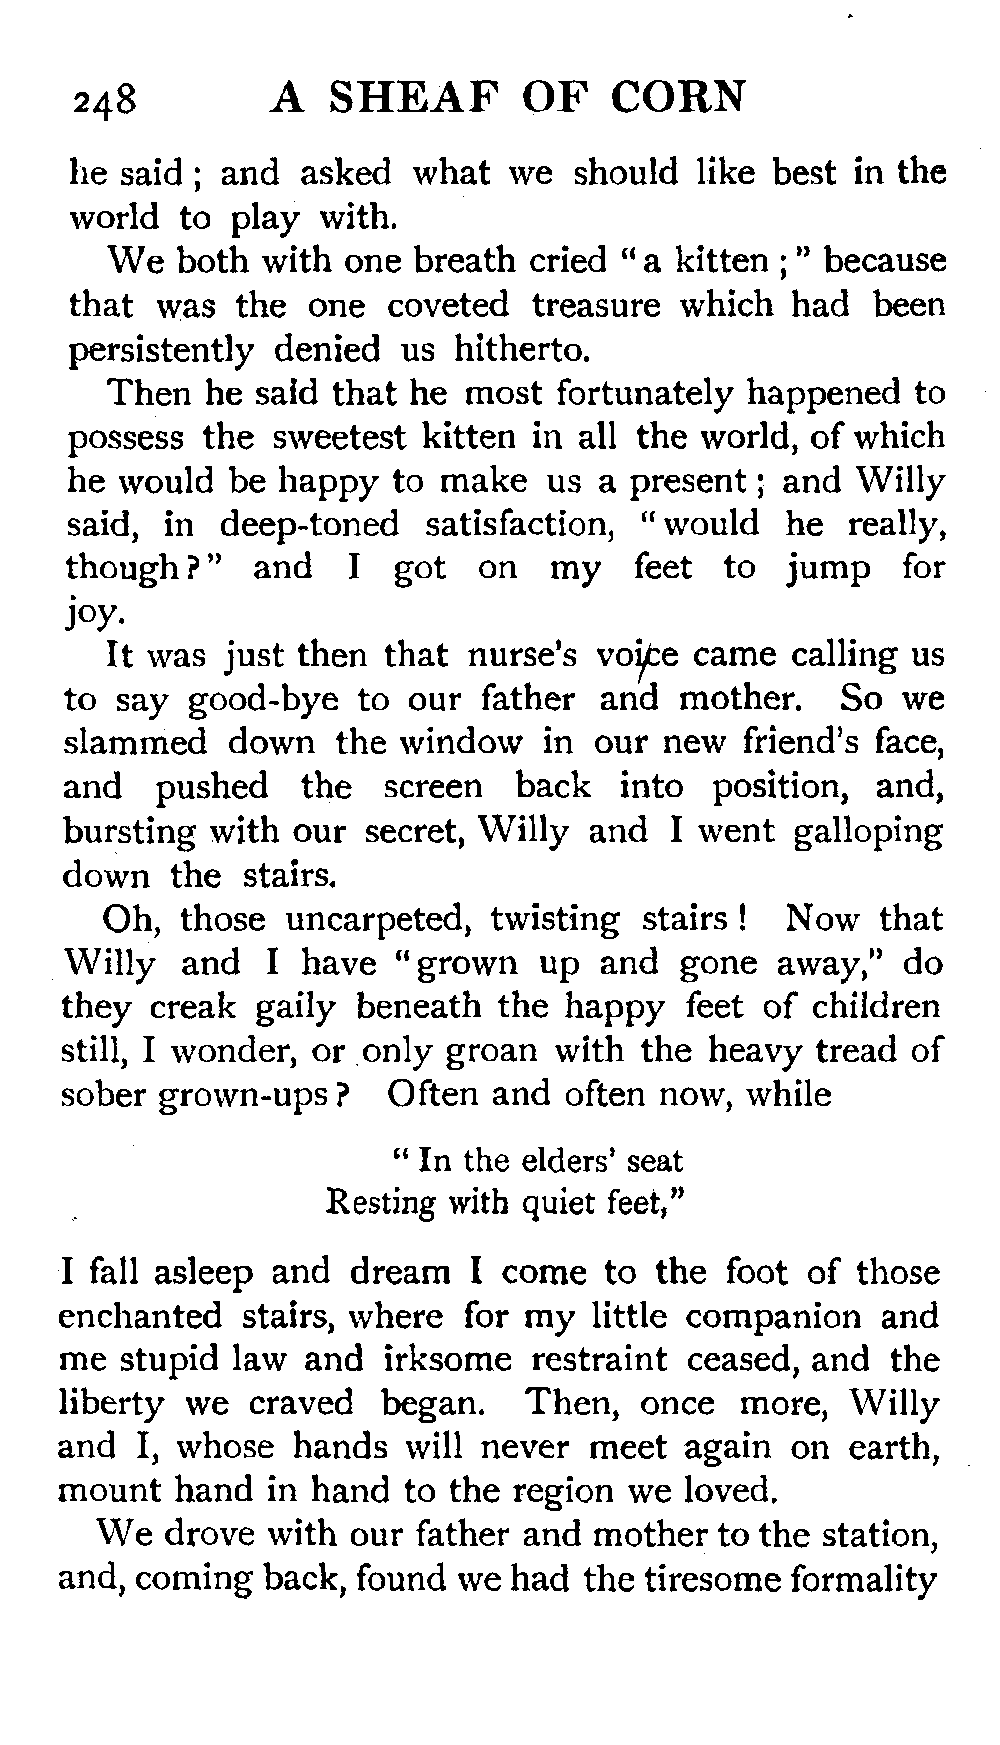 248 A SHEAF OF CORN
he said ; and asked what we should like best in the
world to play with.
We both with one breath cried “ a kitten ; ” because
that was the one coveted treasure which had been
persistently denied us hitherto.
Then he said that he most fortunately happened to
possess the sweetest kitten in all the world, of which
he would be happy to make us a present ; and Willy
said, in deep-toned satisfaction, “ would he really,
though ? ” and I got on my feet to jump for
joy.
It was just then that nurse’s voice came calling us
to say good-bye to our father and mother. So we
slammed down the window in our new friend’s face,
and pushed the screen back into position, and,
bursting with our secret, Willy and I went galloping
down the stairs.
Oh, those uncarpeted, twisting stairs ! Now that
Willy and I have “ grown up and gone away,” do
they creak gaily beneath the happy feet of children
still, I wonder, or only groan with the heavy tread of
sober grown-ups ? Often and often now, while
“ In the elders’ seat
Resting with quiet feet,”
I fall asleep and dream I come to the foot of those
enchanted stairs, where for my little companion and
me stupid law and irksome restraint ceased, and the
liberty we craved began. Then, once more, Willy
and I, whose hands will never meet again on earth,
mount hand in hand to the region we loved.
We drove with our father and mother to the station,
and, coming back, found we had the tiresome formality